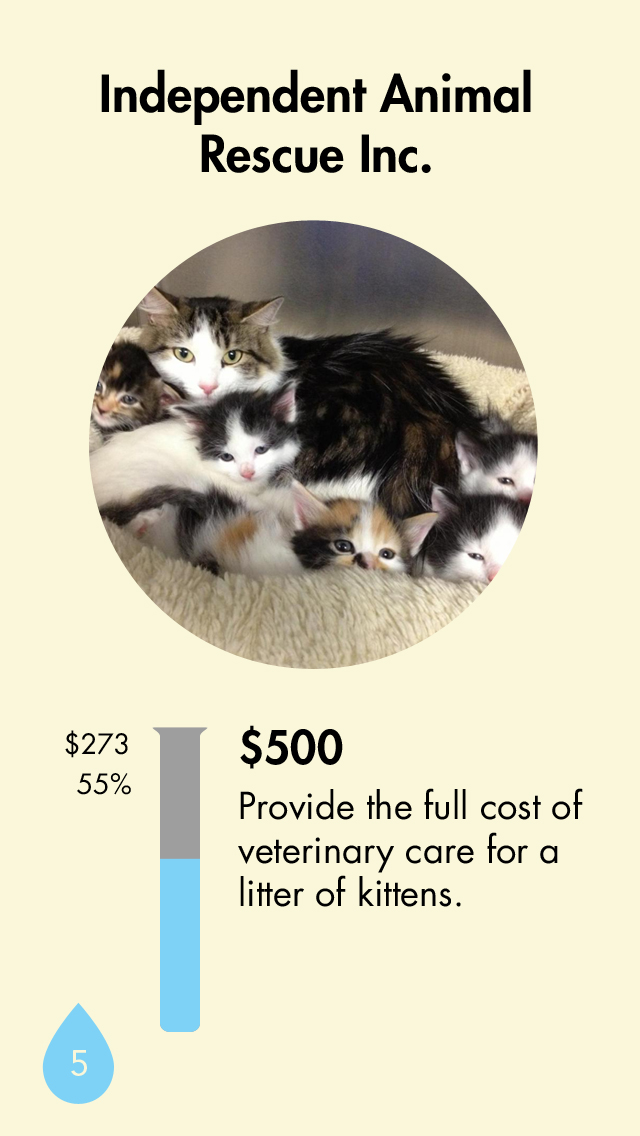 Independent Animal
Rescue Inc.
$273
55%
$500
Provide the full cost of
veterinary care for a
litter of kittens.
5